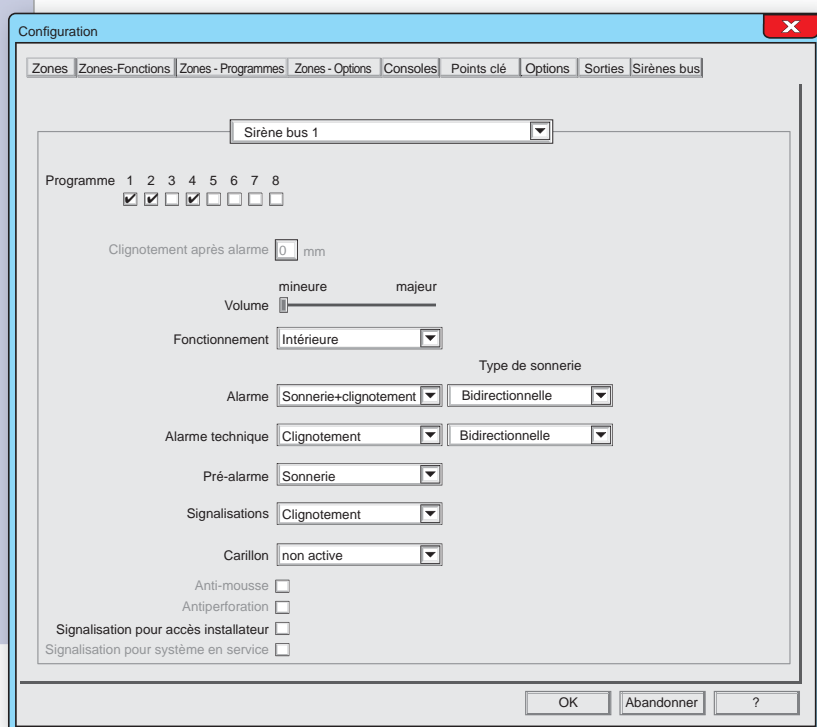 Configuration
X
Zones Zones-Fonctions Zones - Programmes Zones - Options Consoles Points clé Options Sorties Sirènes bus
Sirène bus 1
Programme 1 2 3 4 5 6 7 8
Clignotement après alarme 0 mm
mineure majeur
Volume
Fonctionnement Intérieure
Type de sonnerie
Alarme Sonnerie+clignotement Bidirectionnelle
Alarme technique Clignotement Bidirectionnelle
Pré-alarme Sonnerie
Signalisations Clignotement
Carillon non active
Anti-mousse
Antiperforation
Signalisation pour accès installateur
Signalisation pour système en service
OK Abandonner ?